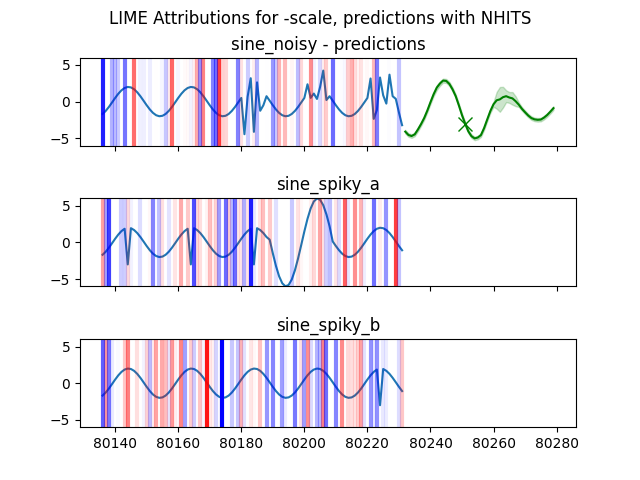 LIME Attributions for -scale, predictions with NHITS
sine_noisy - predictions
5
0
−5
sine_spiky_a
5
0
−5
sine_spiky_b
5
0
−5
80140 80160 80180 80200 80220 80240 80260 80280